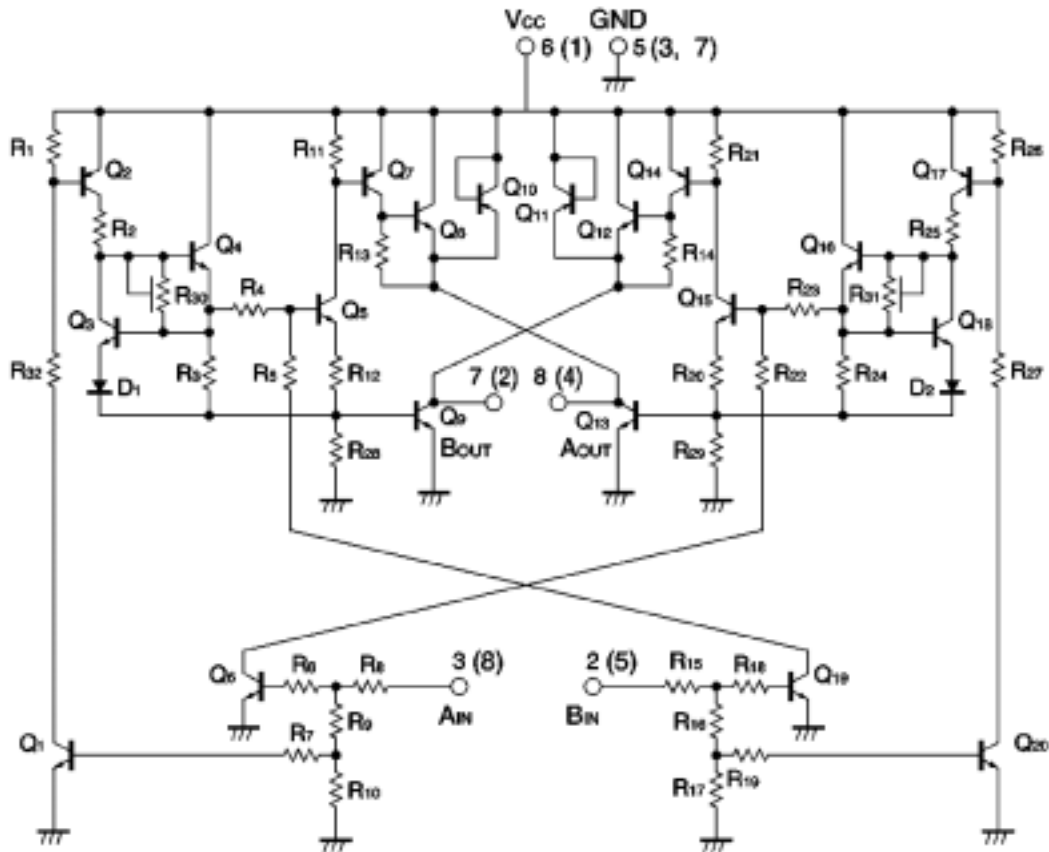 Vcc GND
6 (1) 5 (3, 7)
R1 Q2 R11 Q7 Q10 Q11 Q14 R21 Q17 R26
R2 Q4 Q8 Q12 Q16 R25
R13 R14
R30 R4 Q5 Q15 R23 R31
Q3 Q18
R32 D1 R3 R5 R12 R20 R22 R24 D2 R27
7 (2) 8 (4)
Q9 Q13
BOUT AOUT
R28 R29
3 (8) 2 (5)
R8 R15 R18 Q19
AIN BIN
R9 R16
Q1 R7 R19 Q20
R10 R17